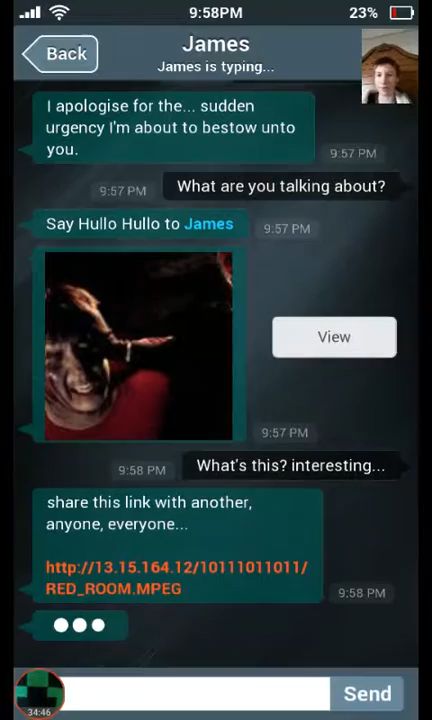 9:58PM
23%
Back
James
James is typing...
I apologise for the... sudden
urgency I'm about to bestow unto
you.
9:57 PM
What are you talking about?
9:57 PM
Say Hullo Hullo to James
9:57 PM
View
9:57 PM
What's this? interesting...
9:58 PM
share this link with another,
anyone, everyone...
http://13.15.164.12/10111011011/
RED_ROOM.MPEG
9:58 PM
34:46
Send